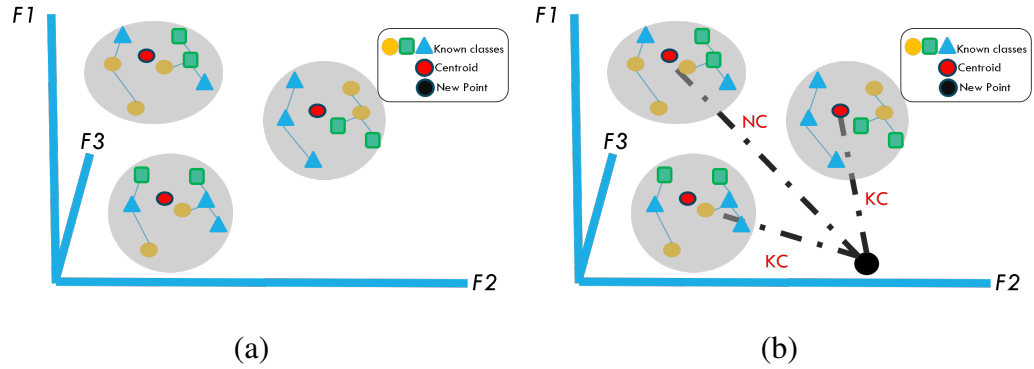 F1
Known classes
Centroid
New Point
F3
F2
(a)
F1
Known classes
Centroid
New Point
NC
F3
KC
KC
F2
(b)